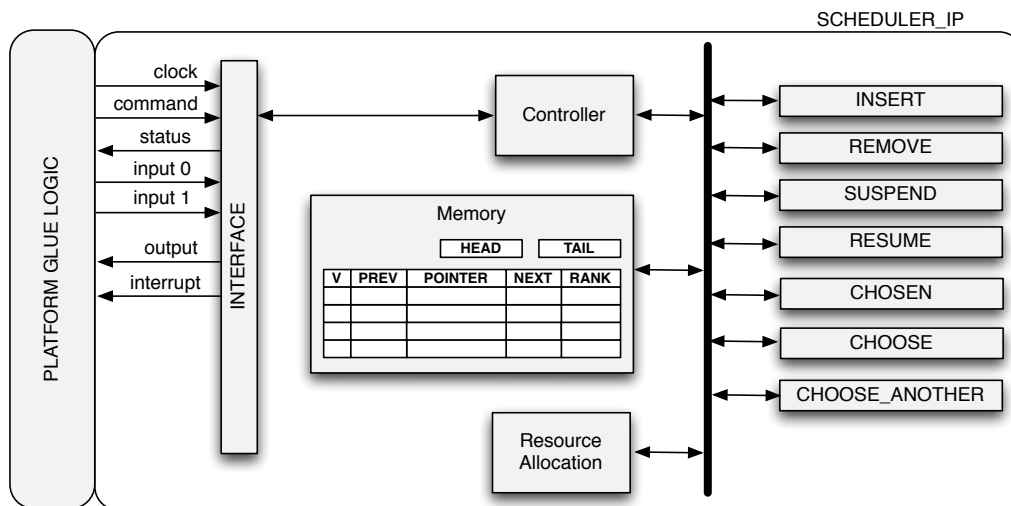 SCHEDULER_IP
PLATFORM GLUE LOGIC
clock
command
status
input 0
input 1
output
interrupt
INTERFACE
Controller
Memory
HEAD TAIL
V PREV POINTER NEXT RANK
Resource
Allocation
INSERT
REMOVE
SUSPEND
RESUME
CHOSEN
CHOOSE
CHOOSE_ANOTHER